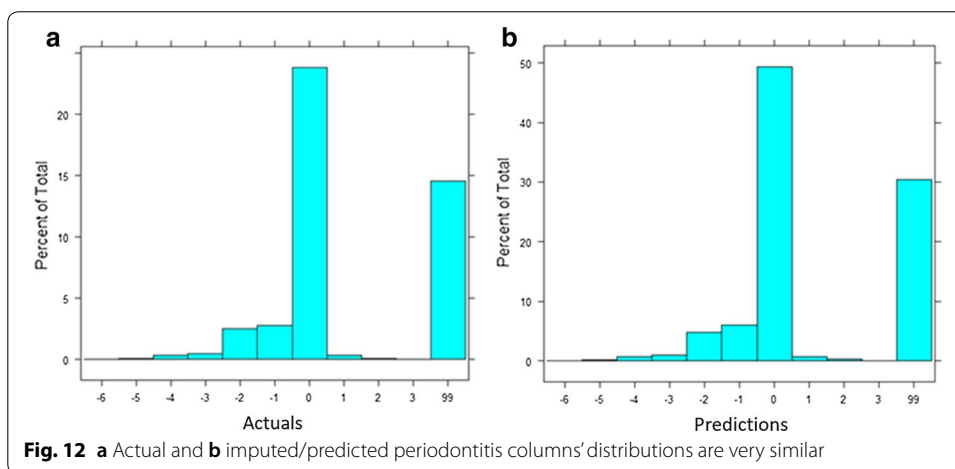 a
b
Percent of Total
20
15
10
5
0
-6 -5 -4 -3 -2 -1 0 1 2 3 99
Actuals
Percent of Total
50
40
30
20
10
0
-6 -5 -4 -3 -2 -1 0 1 2 3 99
Predictions
Fig. 12 a Actual and b imputed/predicted periodontitis columns' distributions are very similar